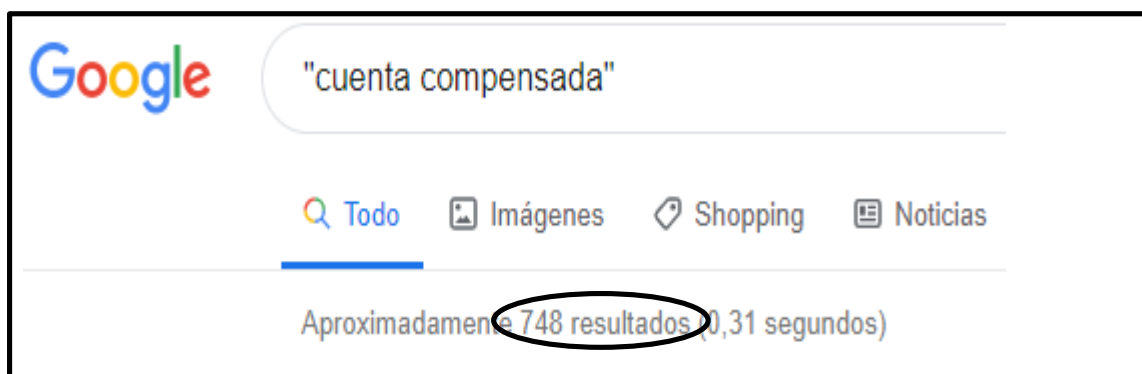 Google "cuenta compensada"
Todo Imágenes Shopping Noticias
Aproximadamente 748 resultados (0,31 segundos)